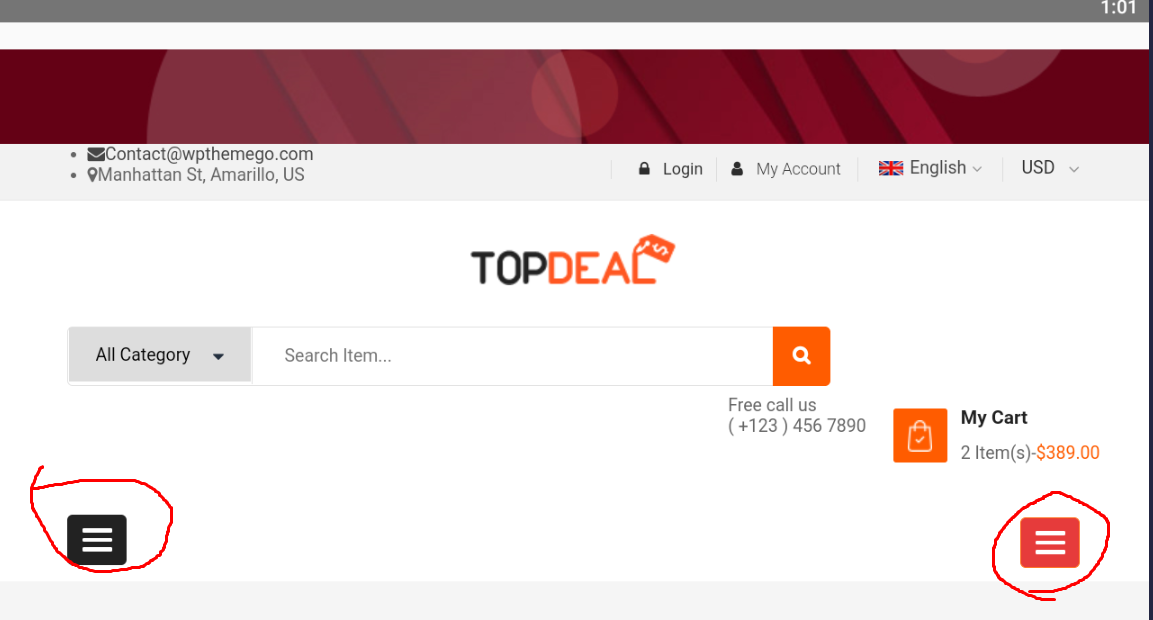 1:01
Contact@wpthemego.com
Manhattan St, Amarillo, US
Login
My Account
English
USD
TOPDEAL
All Category
Search Item...
Free call us
( +123 ) 456 7890
My Cart
2 Item(s)-$389.00